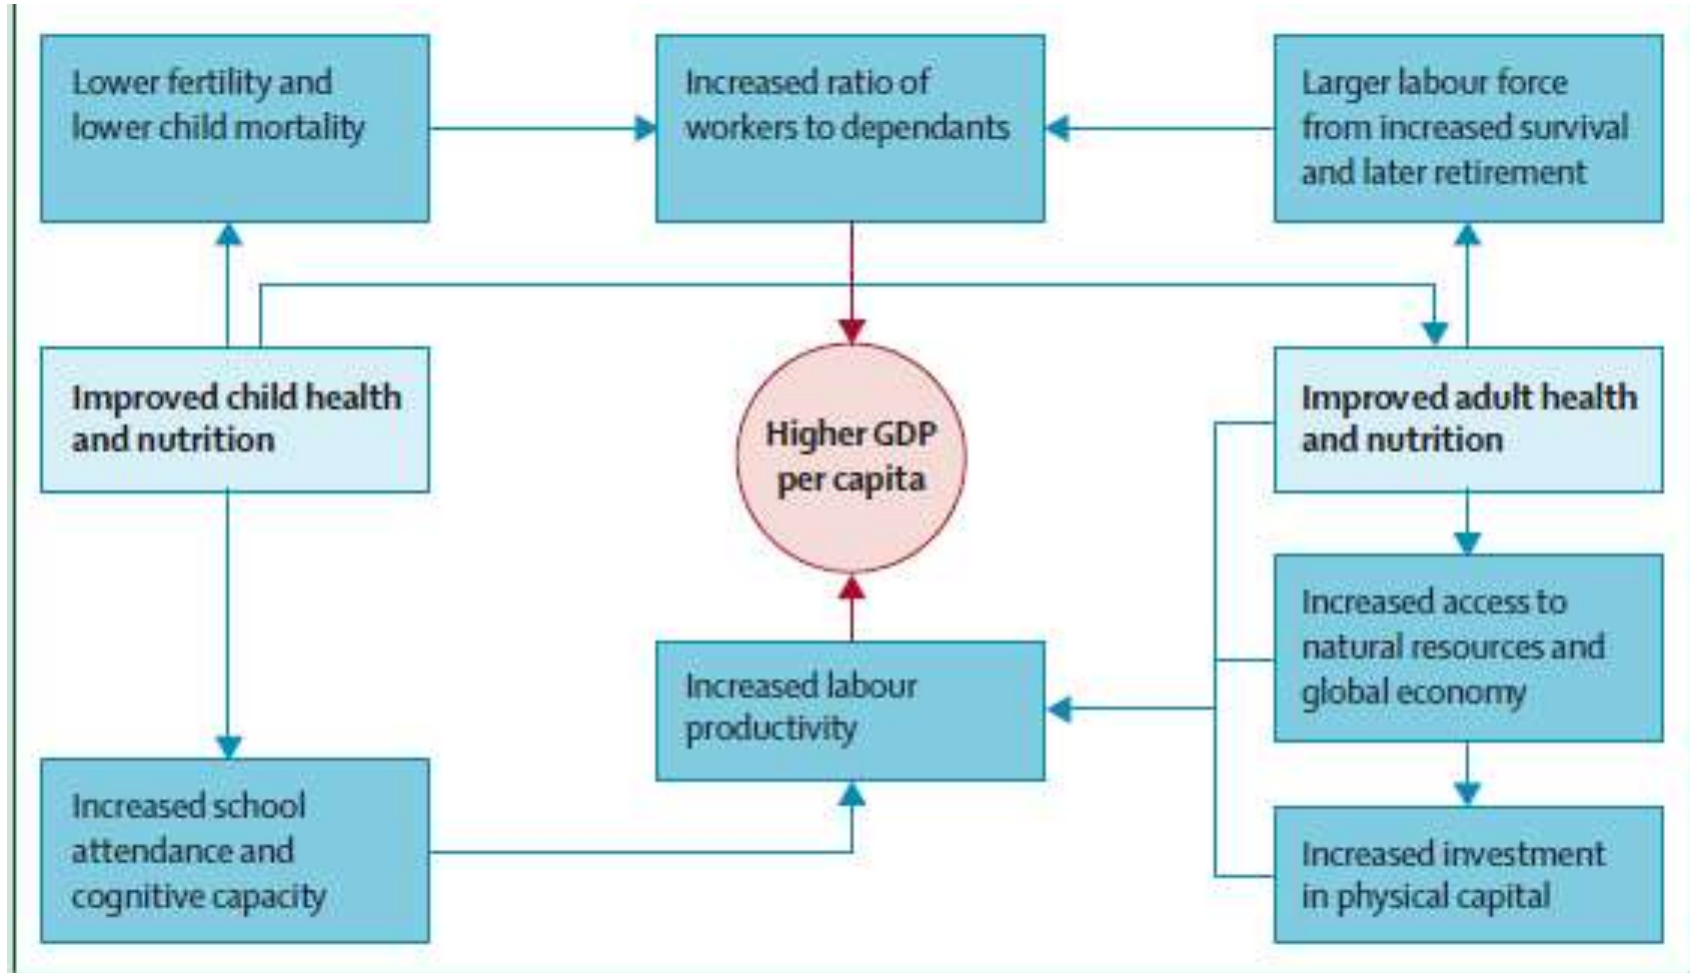 Lower fertility and
lower child mortality
Increased ratio of
workers to dependants
Larger labour force
from increased survival
and later retirement
Improved child health
and nutrition
Higher GDP
per capita
Improved adult health
and nutrition
Increased access to
natural resources and
global economy
Increased labour
productivity
Increased school
attendance and
cognitive capacity
Increased investment
in physical capital